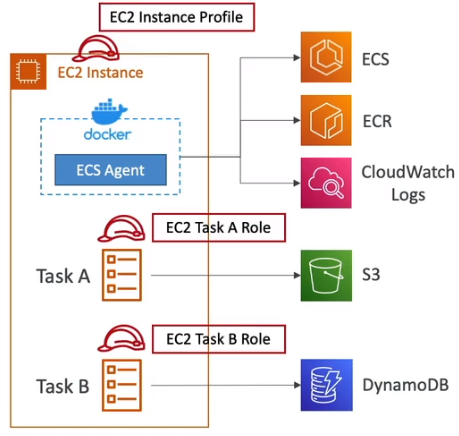 EC2 Instance Profile
EC2 Instance
docker
ECS Agent
ECS
ECR
CloudWatch
Logs
EC2 Task A Role
Task A
S3
EC2 Task B Role
Task B
DynamoDB